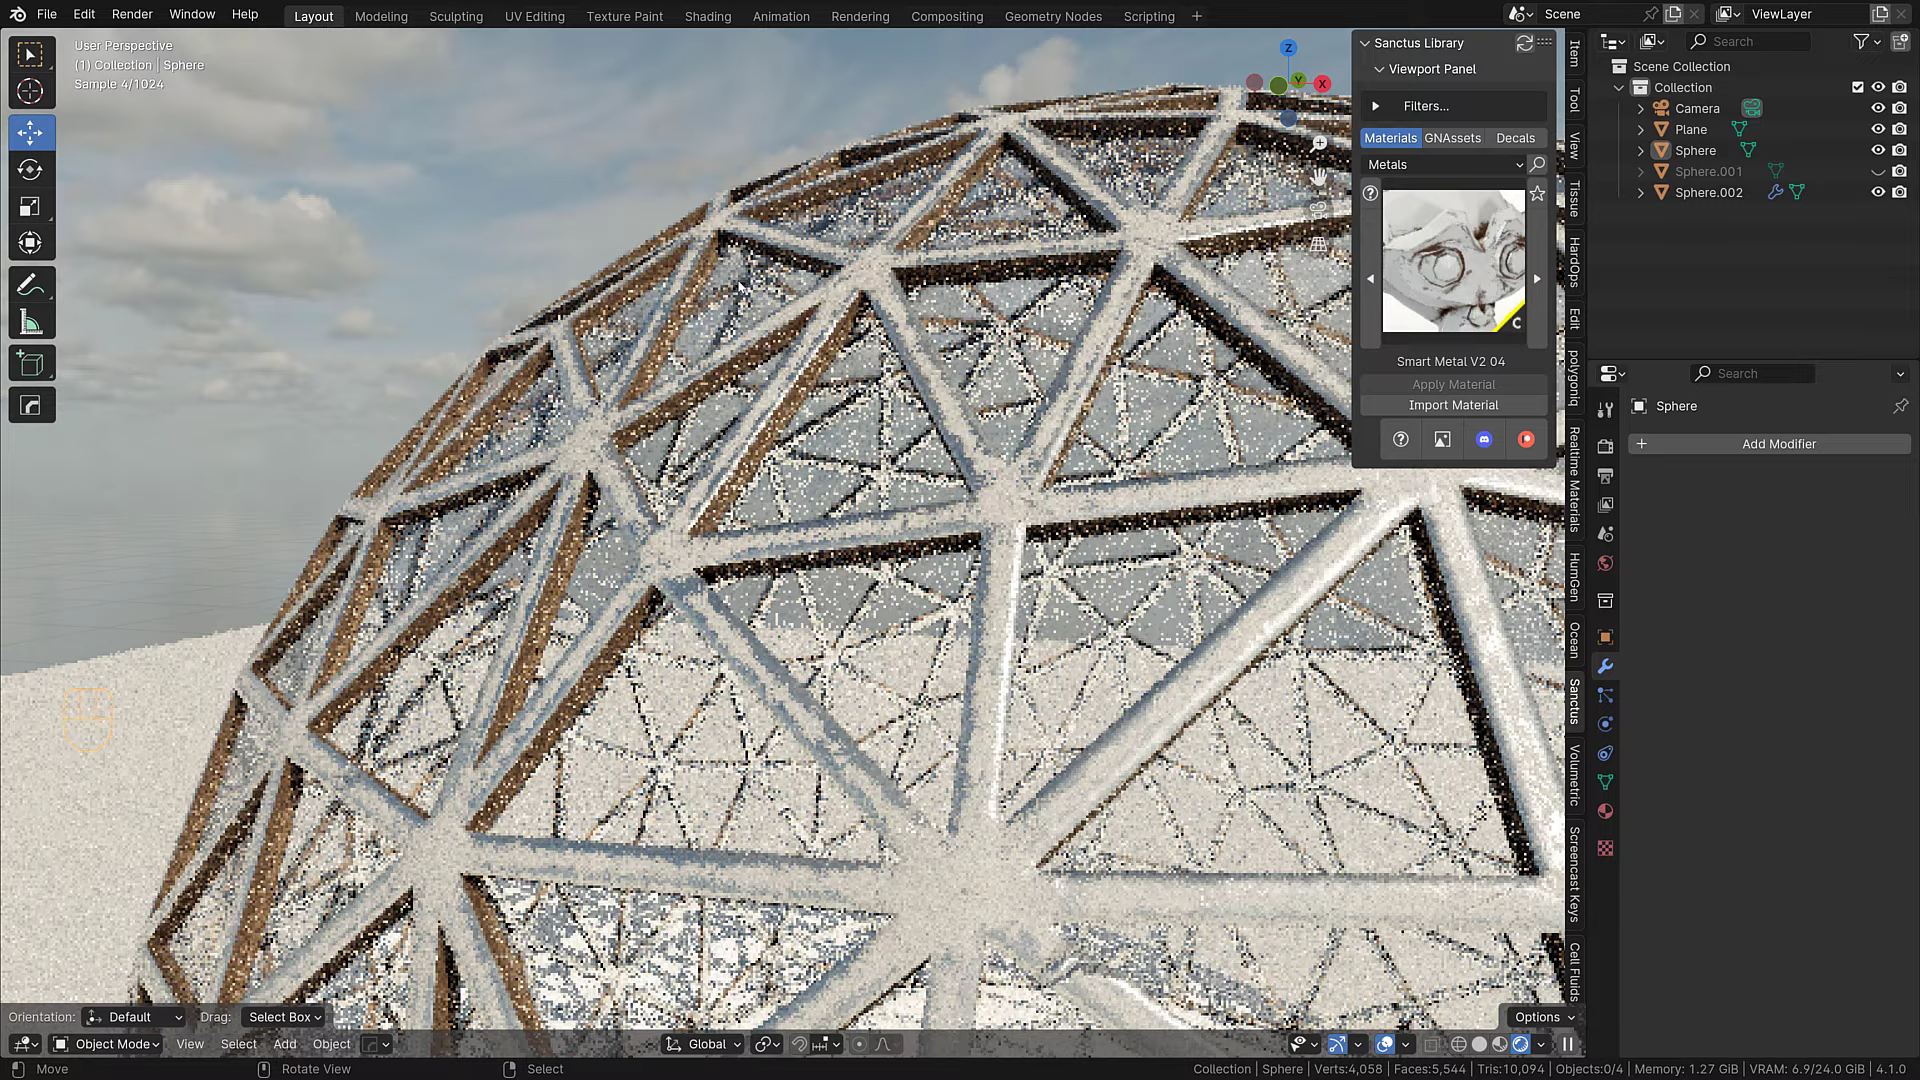 File Edit Render Window Help
Layout Modeling Sculpting UV Editing Texture Paint Shading Animation Rendering Compositing Geometry Nodes Scripting +
Scene
ViewLayer
User Perspective
(1) Collection | Sphere
Sample 4/1024
Z
Y
X
Sanctus Library
Viewport Panel
Filters...
Materials GNAssets Decals
Metals
C
Smart Metal V2 04
Apply Material
Import Material
Item
Tool
View
Tissue
HardOps
Edit
polygoniq
Realtime Materials
HumGen
Ocean
Sanctus
Volumetric
Screencast Keys
Cell Fluids
Search
Scene Collection
Collection
Camera
Plane
Sphere
Sphere.001
Sphere.002
Search
Sphere
+ Add Modifier
Orientation: Default Drag: Select Box
Options
Object Mode View Select Add Object
Global
Move Rotate View Select
Collection | Sphere | Verts:4,058 | Faces:5,544 | Tris:10,094 | Objects:0/4 | Memory: 1.27 GiB | VRAM: 6.9/24.0 GiB | 4.1.0